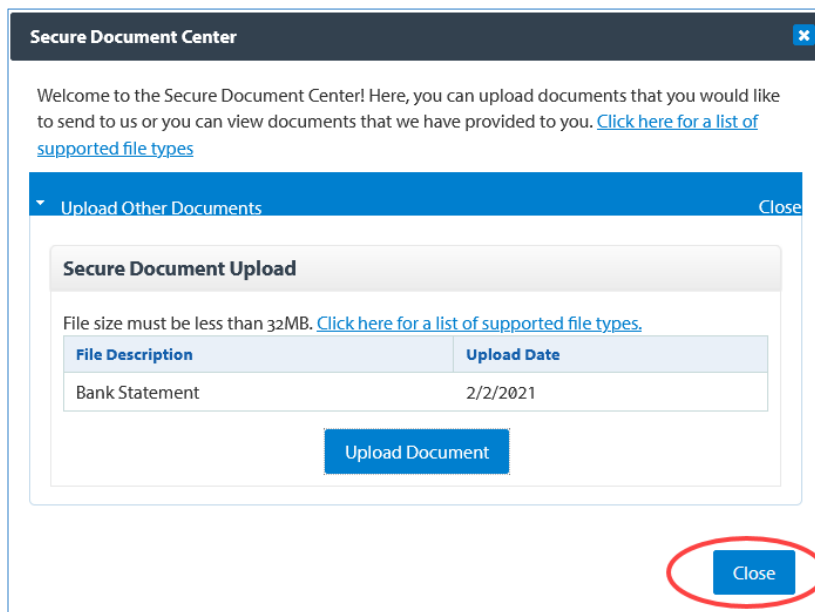 Secure Document Center
Welcome to the Secure Document Center! Here, you can upload documents that you would like
to send to us or you can view documents that we have provided to you. Click here for a list of
supported file types
Upload Other Documents Close
Secure Document Upload
File size must be less than 32MB. Click here for a list of supported file types.
File Description Upload Date
Bank Statement 2/2/2021
Upload Document
Close